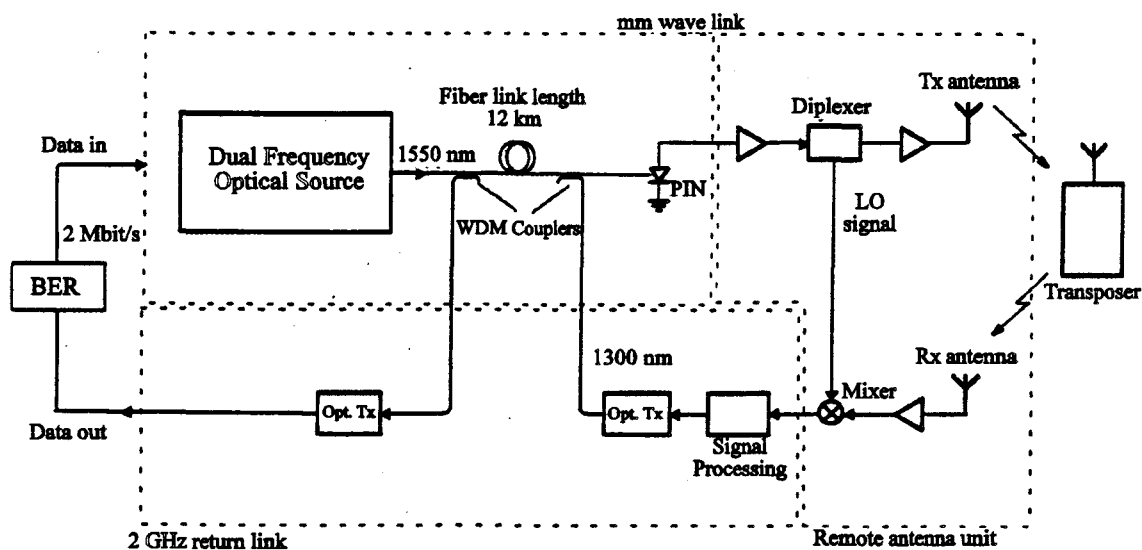 mm wave link
Fiber link length
12 km
Tx antenna
Diplexer
Data in
Dual Frequency
Optical Source
1550 nm
PIN
WDM Couplers
LO
signal
2 Mbit/s
BER
Transposer
1300 nm
Rx antenna
Mixer
Opt. Tx
Opt. Tx
Data out
Signal
Processing
2 GHz return link
Remote antenna unit